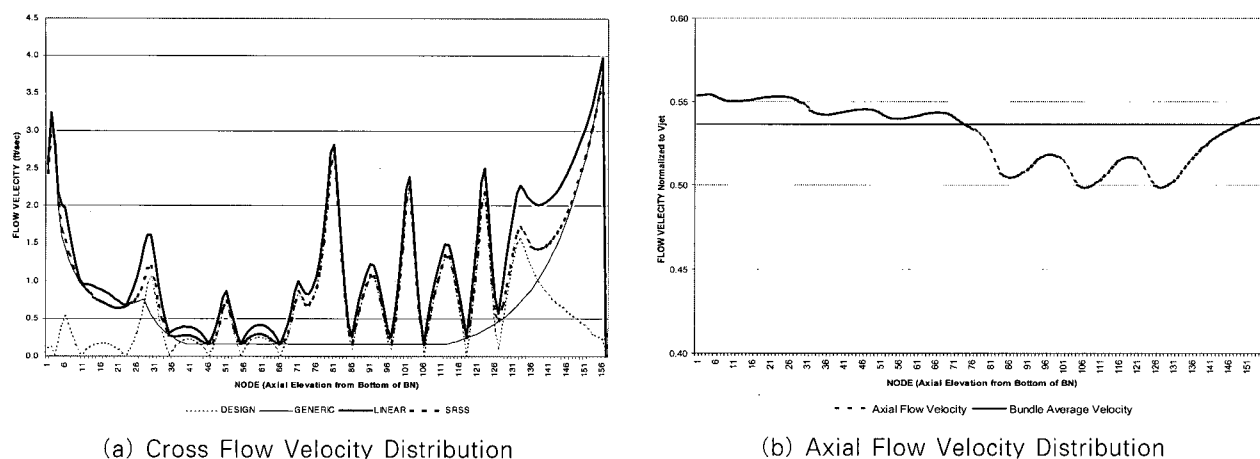 4.5
4.0
3.5
3.0
2.5
2.0
1.5
1.0
0.5
0.0
FLOW VELECITY (ft/sec)
1 6 11 16 21 26 31 36 41 46 51 56 61 66 71 76 81 86 91 96 101 106 111 116 121 126 131 136 141 146 151 156
NODE (Axial Elevation from Bottom of BN)
DESIGN GENERIC LINEAR SRSS
(a) Cross Flow Velocity Distribution
0.60
0.55
0.50
0.45
0.40
FLOW VELECITY Normalized to Vjet
1 6 11 16 21 26 31 36 41 46 51 56 61 66 71 76 81 86 91 96 101 106 111 116 121 126 131 136 141 146 151
NODE (Axial Elevation from Bottom of BN)
Axial Flow Velocity Bundle Average Velocity
(b) Axial Flow Velocity Distribution